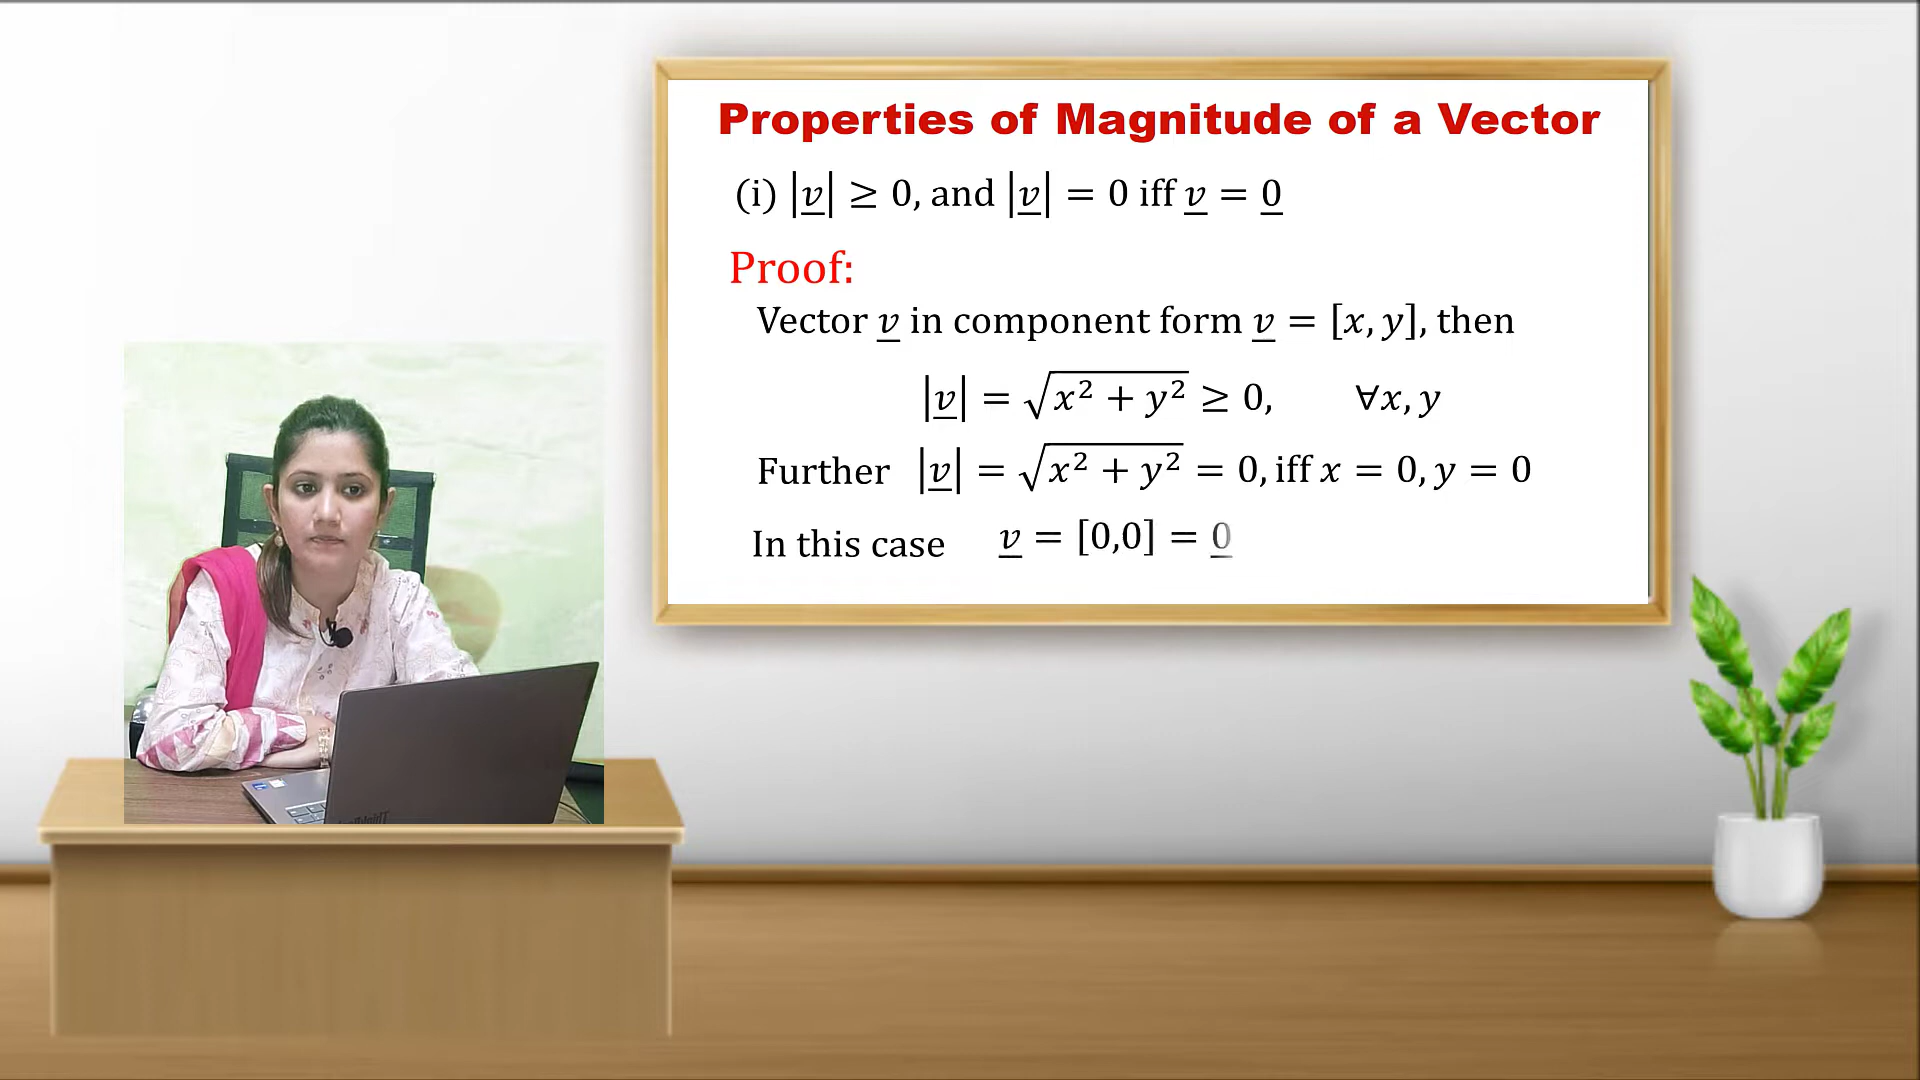 Properties of Magnitude of a Vector
(i) |v̲| ≥ 0, and |v̲| = 0 iff v̲ = 0̲
Proof:
Vector v̲ in component form v̲ = [x, y], then
|v̲| = √(x² + y²) ≥ 0, ∀x, y
Further |v̲| = √(x² + y²) = 0, iff x = 0, y = 0
In this case v̲ = [0,0] = 0̲